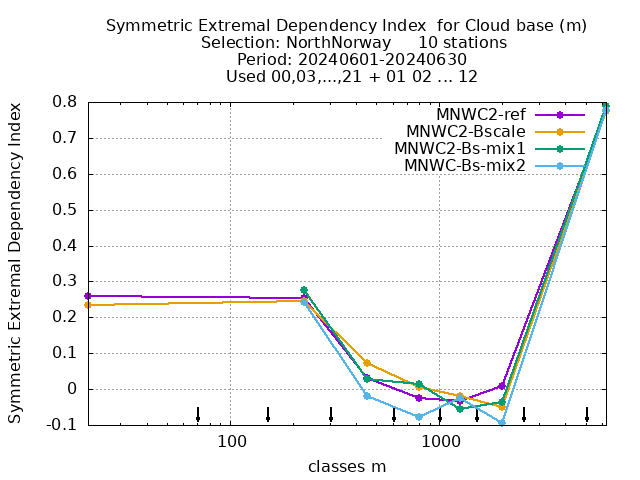 Symmetric Extremal Dependency Index  for Cloud base (m)
Selection: NorthNorway     10 stations
Period: 20240601-20240630
Used 00,03,...,21 + 01 02 ... 12
Symmetric Extremal Dependency Index
0.8
0.7
0.6
0.5
0.4
0.3
0.2
0.1
0
-0.1
MNWC2-ref
MNWC2-Bscale
MNWC2-Bs-mix1
MNWC-Bs-mix2
100
1000
classes m